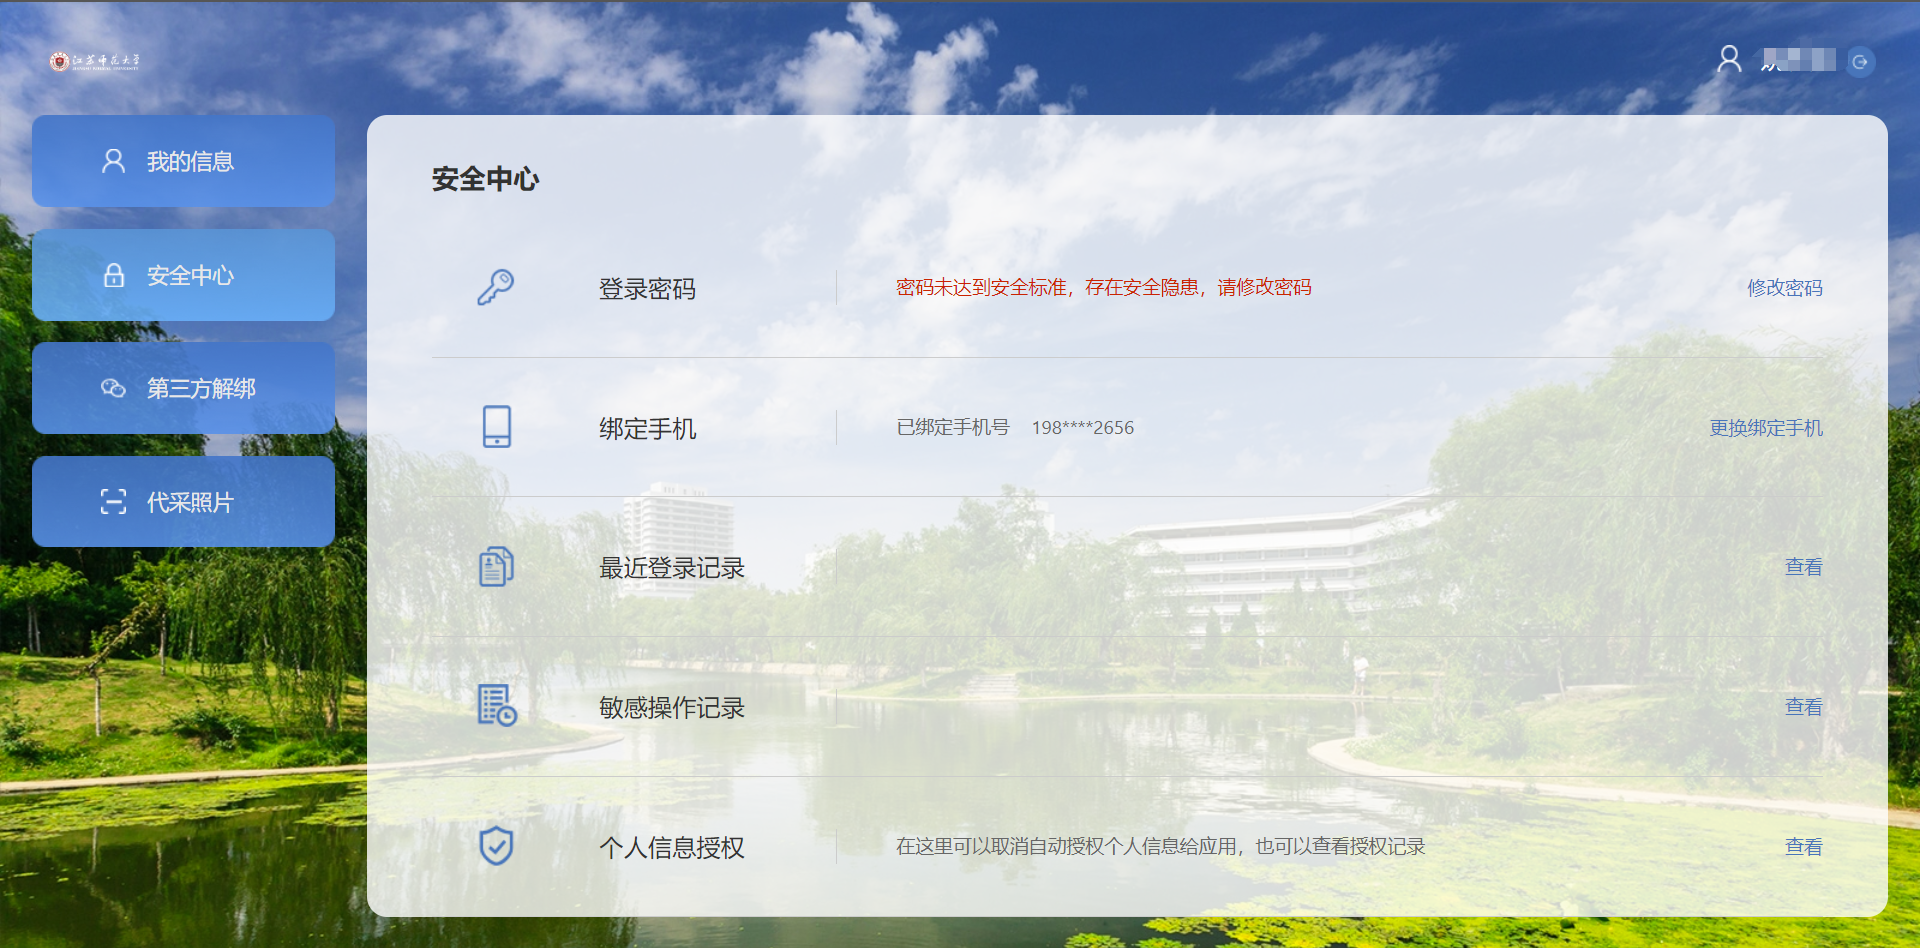 江苏师范大学
我的信息
安全中心
第三方解绑
代采照片
安全中心
登录密码
密码未达到安全标准，存在安全隐患，请修改密码
修改密码
绑定手机
已绑定手机号 198****2656
更换绑定手机
最近登录记录
查看
敏感操作记录
查看
个人信息授权
在这里可以取消自动授权个人信息给应用，也可以查看授权记录
查看